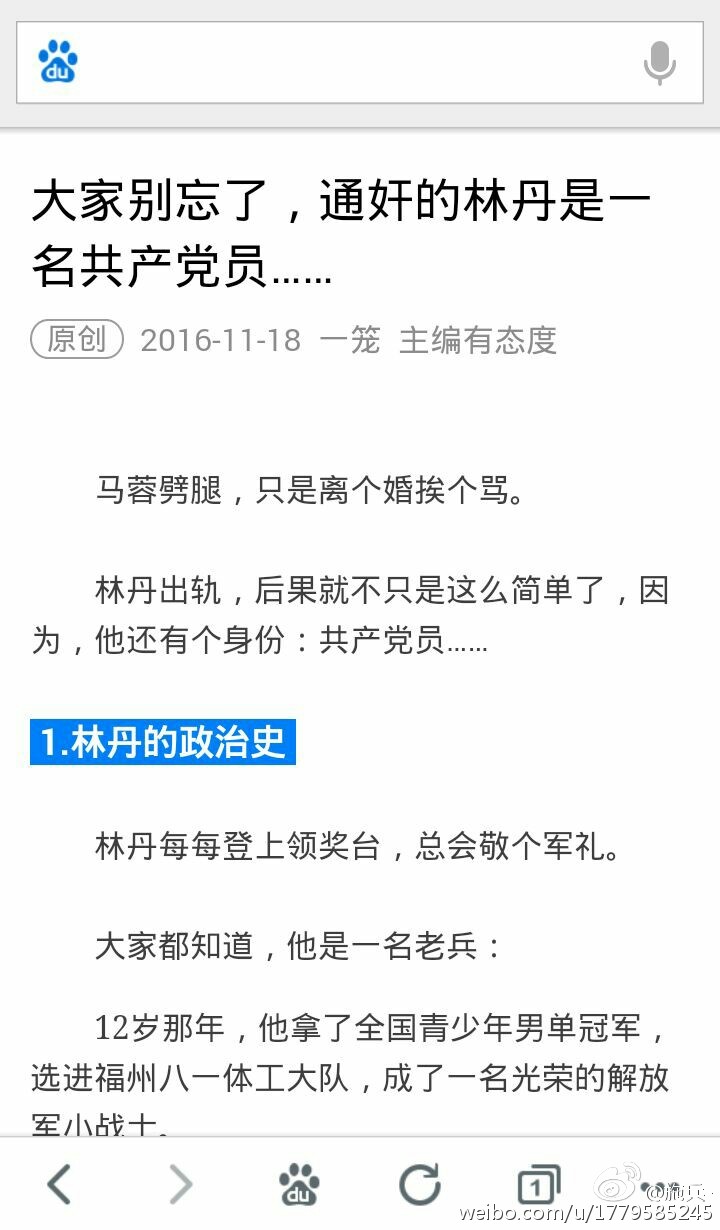 du
大家别忘了，通奸的林丹是一
名共产党员……
原创 2016-11-18 一笼 主编有态度
马蓉劈腿，只是离个婚挨个骂。
林丹出轨，后果就不只是这么简单了，因
为，他还有个身份：共产党员……
1.林丹的政治史
林丹每每登上领奖台，总会敬个军礼。
大家都知道，他是一名老兵：
12岁那年，他拿了全国青少年男单冠军，
选进福州八一体工大队，成了一名光荣的解放
军小战士。
du
1
weibo.com/u/1779585245